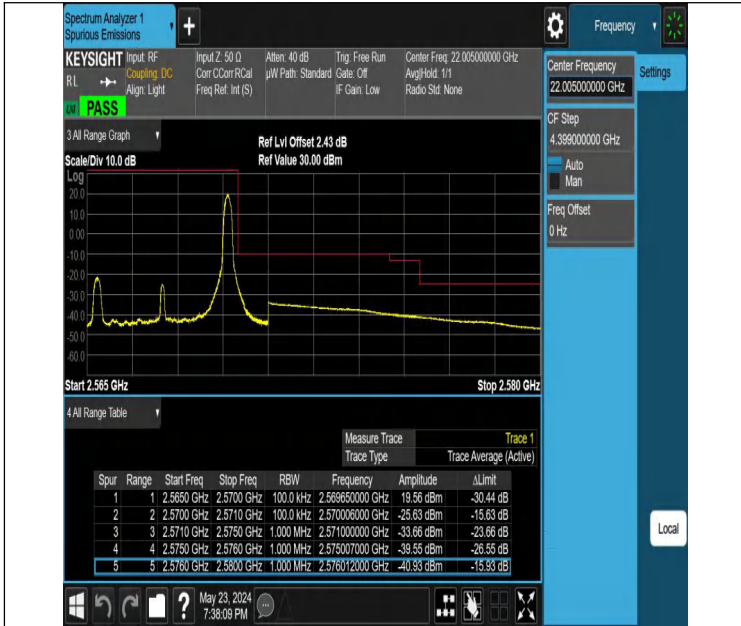 Spectrum Analyzer 1
Spurious Emissions
Frequency
KEYSIGHT
RL
PASS
Input: RF
Coupling: DC
Align: Light
Input Z: 50 Ω
Corr CCorr RCal
Freq Ref: Int (S)
Atten: 40 dB
µW Path: Standard
Trig: Free Run
Gate: Off
IF Gain: Low
Center Freq: 22.005000000 GHz
Avg|Hold: 1/1
Radio Std: None
Center Frequency
22.005000000 GHz
Settings
CF Step
4.399000000 GHz
Auto
Man
Freq Offset
0 Hz
3 All Range Graph
Scale/Div 10.0 dB
Ref Lvl Offset 2.43 dB
Ref Value 30.00 dBm
Log
20.0
10.0
0.00
-10.0
-20.0
-30.0
-40.0
-50.0
-60.0
Start 2.565 GHz
Stop 2.580 GHz
4 All Range Table
Measure Trace Trace 1
Trace Type Trace Average (Active)
Spur Range Start Freq Stop Freq RBW Frequency Amplitude ΔLimit
1 1 2.5650 GHz 2.5700 GHz 100.0 kHz 2.569650000 GHz 19.56 dBm -30.44 dB
2 2 2.5700 GHz 2.5710 GHz 100.0 kHz 2.570006000 GHz -25.63 dBm -15.63 dB
3 3 2.5710 GHz 2.5750 GHz 1.000 MHz 2.571000000 GHz -33.66 dBm -23.66 dB
4 4 2.5750 GHz 2.5760 GHz 1.000 MHz 2.575007000 GHz -39.55 dBm -26.55 dB
5 5 2.5760 GHz 2.5800 GHz 1.000 MHz 2.576012000 GHz -40.93 dBm -15.93 dB
Local
May 23, 2024
7:38:09 PM